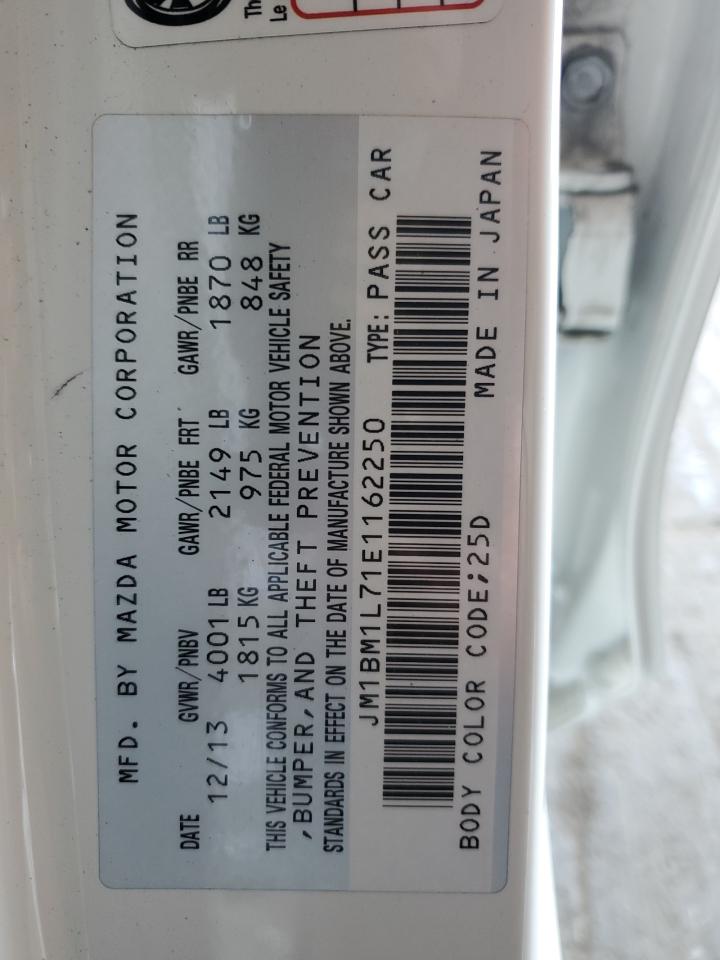 Th
Le
MFD. BY MAZDA MOTOR CORPORATION
DATE GVWR/PNBV GAWR/PNBE FRT GAWR/PNBE RR
12/13 4001 LB 2149 LB 1870 LB
1815 KG 975 KG 848 KG
THIS VEHICLE CONFORMS TO ALL APPLICABLE FEDERAL MOTOR VEHICLE SAFETY
,BUMPER,AND THEFT PREVENTION
STANDARDS IN EFFECT ON THE DATE OF MANUFACTURE SHOWN ABOVE.
JM1BM1L71E1162250 TYPE: PASS CAR
BODY COLOR CODE;25D MADE IN JAPAN